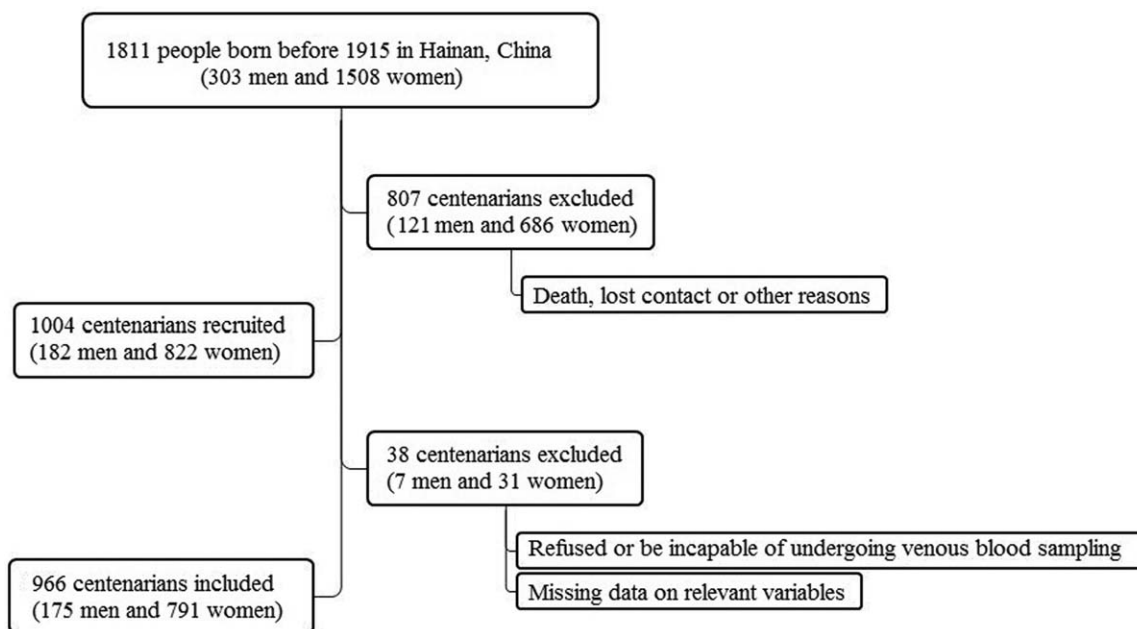 1811 people born before 1915 in Hainan, China
(303 men and 1508 women)
807 centenarians excluded
(121 men and 686 women)
Death, lost contact or other reasons
1004 centenarians recruited
(182 men and 822 women)
38 centenarians excluded
(7 men and 31 women)
Refused or be incapable of undergoing venous blood sampling
Missing data on relevant variables
966 centenarians included
(175 men and 791 women)